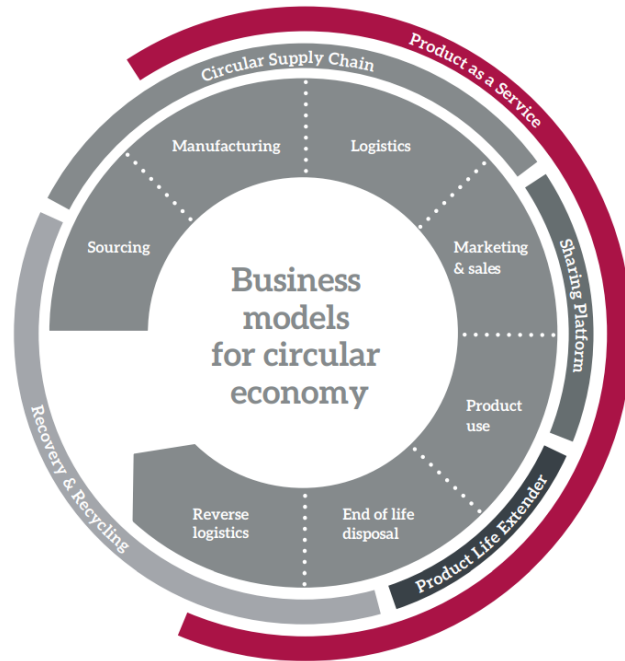 Product as a Service
Circular Supply Chain
Manufacturing
Logistics
Sourcing
Marketing
& sales
Sharing Platform
Business
models
for circular
economy
Product
use
Recovery & Recycling
Product Life Extender
Reverse
logistics
End of life
disposal